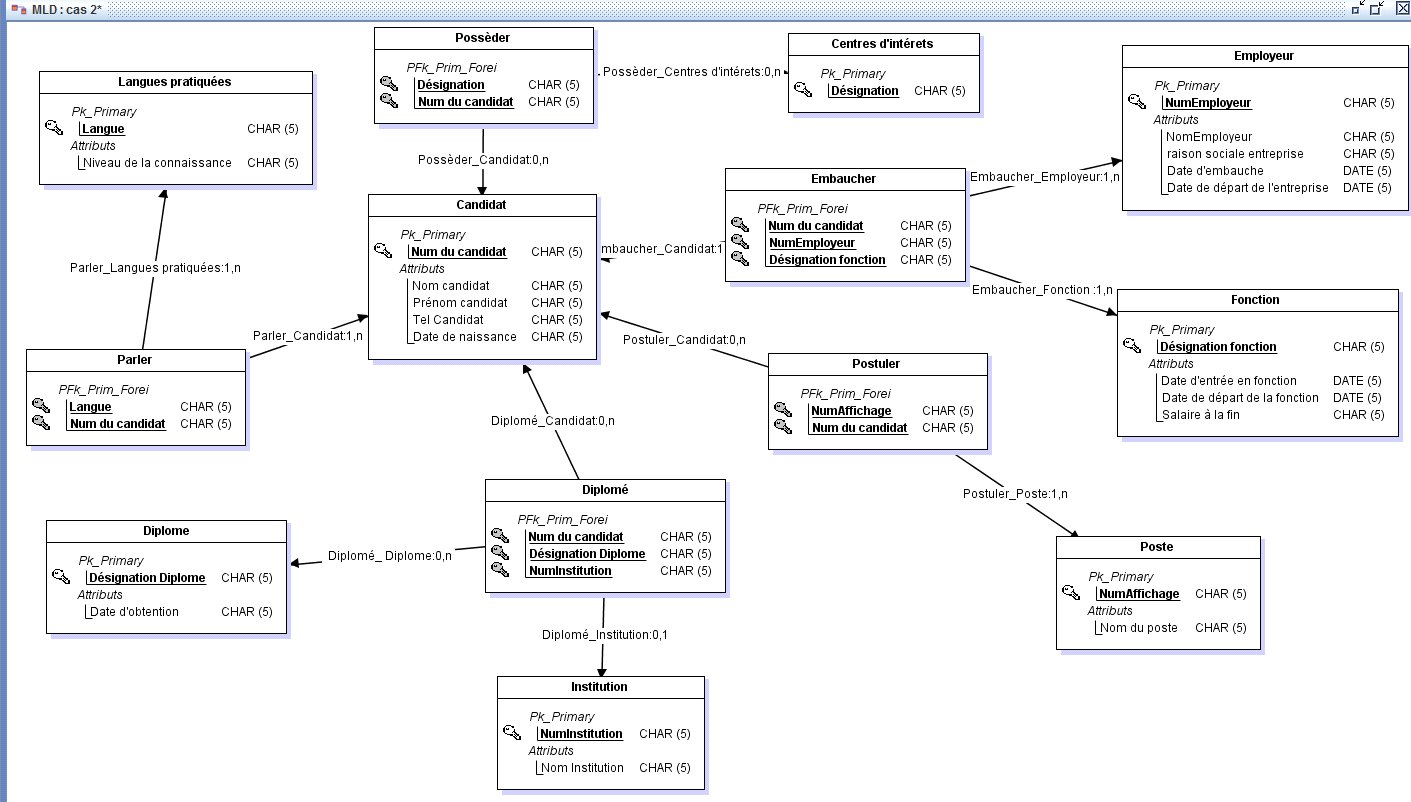 MLD : cas 2*
Possèder
PFk_Prim_Forei
Désignation CHAR (5)
Num du candidat CHAR (5)
Possèder_Centres d'intérets:0,n
Centres d'intérets
Pk_Primary
Désignation CHAR (5)
Employeur
Pk_Primary
NumEmployeur CHAR (5)
Attributs
NomEmployeur CHAR (5)
raison sociale entreprise CHAR (5)
Date d'embauche DATE (5)
Date de départ de l'entreprise DATE (5)
Langues pratiquées
Pk_Primary
Langue CHAR (5)
Attributs
Niveau de la connaissance CHAR (5)
Possèder_Candidat:0,n
Embaucher
PFk_Prim_Forei
Num du candidat CHAR (5)
NumEmployeur CHAR (5)
Désignation fonction CHAR (5)
Embaucher_Employeur:1,n
Candidat
Pk_Primary
Num du candidat CHAR (5)
Attributs
Nom candidat CHAR (5)
Prénom candidat CHAR (5)
Tel Candidat CHAR (5)
Date de naissance CHAR (5)
mbaucher_Candidat:1
Parler_Langues pratiquées:1,n
Embaucher_Fonction :1,n
Fonction
Pk_Primary
Désignation fonction CHAR (5)
Attributs
Date d'entrée en fonction DATE (5)
Date de départ de la fonction DATE (5)
Salaire à la fin CHAR (5)
Parler_Candidat:1,n
Postuler_Candidat:0,n
Parler
PFk_Prim_Forei
Langue CHAR (5)
Num du candidat CHAR (5)
Postuler
PFk_Prim_Forei
NumAffichage CHAR (5)
Num du candidat CHAR (5)
Diplomé_Candidat:0,n
Postuler_Poste:1,n
Diplomé
PFk_Prim_Forei
Num du candidat CHAR (5)
Désignation Diplome CHAR (5)
NumInstitution CHAR (5)
Diplome
Pk_Primary
Désignation Diplome CHAR (5)
Attributs
Date d'obtention CHAR (5)
Diplomé_ Diplome:0,n
Poste
Pk_Primary
NumAffichage CHAR (5)
Attributs
Nom du poste CHAR (5)
Diplomé_Institution:0,1
Institution
Pk_Primary
NumInstitution CHAR (5)
Attributs
Nom Institution CHAR (5)